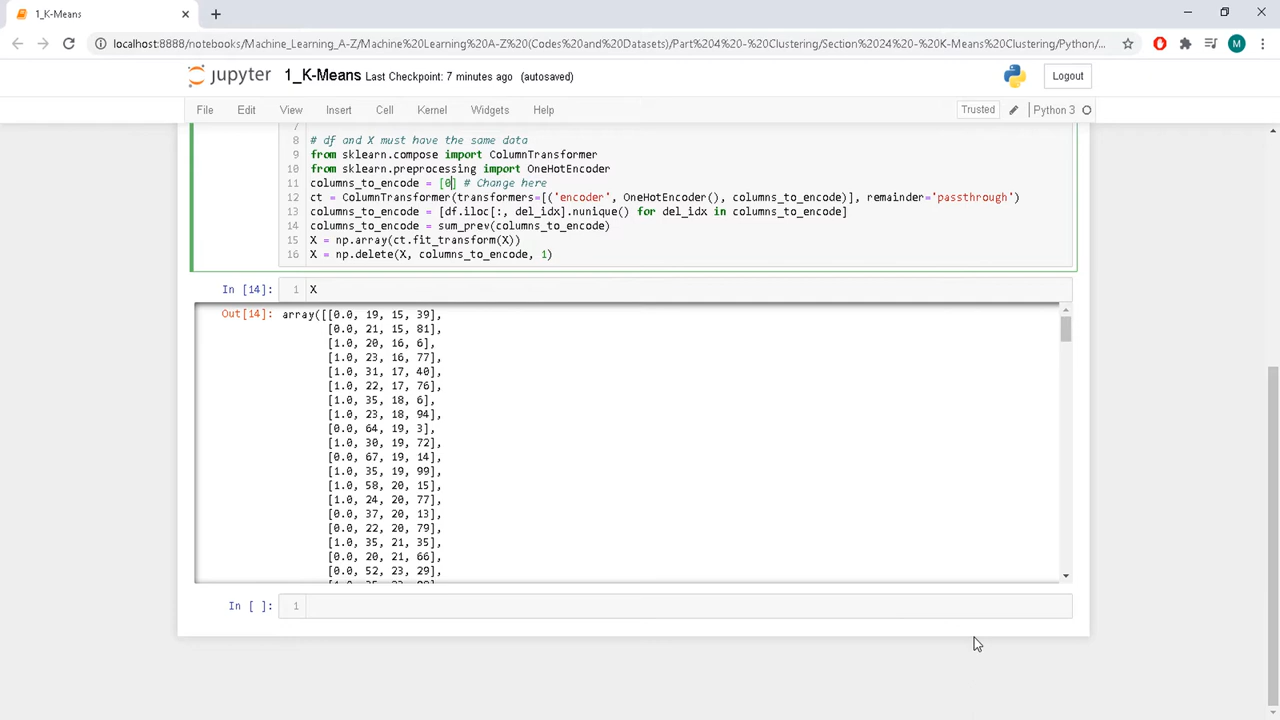 1_K-Means
localhost:8888/notebooks/Machine_Learning_A-Z/Machine%20Learning%20A-Z%20(Codes%20and%20Datasets)/Part%204%20-%20Clustering/Section%2024%20-%20K-Means%20Clustering/Python/...
M
jupyter 1_K-Means Last Checkpoint: 7 minutes ago (autosaved)
Logout
File Edit View Insert Cell Kernel Widgets Help
Trusted Python 3
7
8 # df and X must have the same data
9 from sklearn.compose import ColumnTransformer
10 from sklearn.preprocessing import OneHotEncoder
11 columns_to_encode = [0] # Change here
12 ct = ColumnTransformer(transformers=[('encoder', OneHotEncoder(), columns_to_encode)], remainder='passthrough')
13 columns_to_encode = [df.iloc[:, del_idx].nunique() for del_idx in columns_to_encode]
14 columns_to_encode = sum_prev(columns_to_encode)
15 X = np.array(ct.fit_transform(X))
16 X = np.delete(X, columns_to_encode, 1)
In [14]: 1 X
Out[14]: array([[0.0, 19, 15, 39],
[0.0, 21, 15, 81],
[1.0, 20, 16, 6],
[1.0, 23, 16, 77],
[1.0, 31, 17, 40],
[1.0, 22, 17, 76],
[1.0, 35, 18, 6],
[1.0, 23, 18, 94],
[0.0, 64, 19, 3],
[1.0, 30, 19, 72],
[0.0, 67, 19, 14],
[1.0, 35, 19, 99],
[1.0, 58, 20, 15],
[1.0, 24, 20, 77],
[0.0, 37, 20, 13],
[0.0, 22, 20, 79],
[1.0, 35, 21, 35],
[0.0, 20, 21, 66],
[0.0, 52, 23, 29],
In [ ]: 1